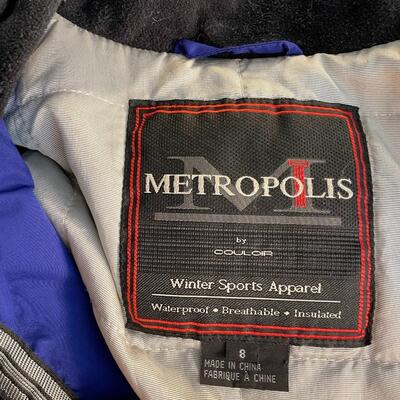 M
METROPOLIS
by
COULOIR
Winter Sports Apparel
Waterproof • Breathable • Insulated
8
MADE IN CHINA
FABRIQUÉ À CHINE